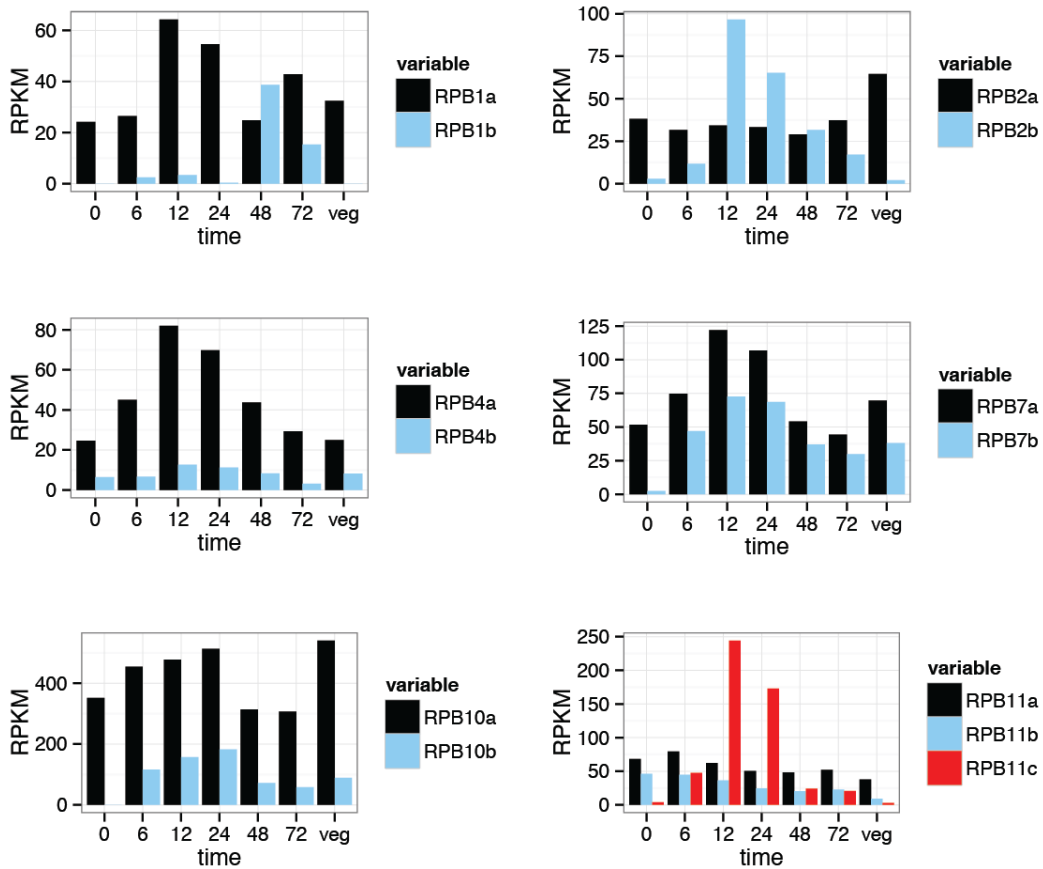 60
40
20
0
RPKM
0 6 12 24 48 72 veg
time
variable
RPB1a
RPB1b
100
75
50
25
0
RPKM
0 6 12 24 48 72 veg
time
variable
RPB2a
RPB2b
80
60
40
20
0
RPKM
0 6 12 24 48 72 veg
time
variable
RPB4a
RPB4b
125
100
75
50
25
0
RPKM
0 6 12 24 48 72 veg
time
variable
RPB7a
RPB7b
400
200
0
RPKM
0 6 12 24 48 72 veg
time
variable
RPB10a
RPB10b
250
200
150
100
50
0
RPKM
0 6 12 24 48 72 veg
time
variable
RPB11a
RPB11b
RPB11c